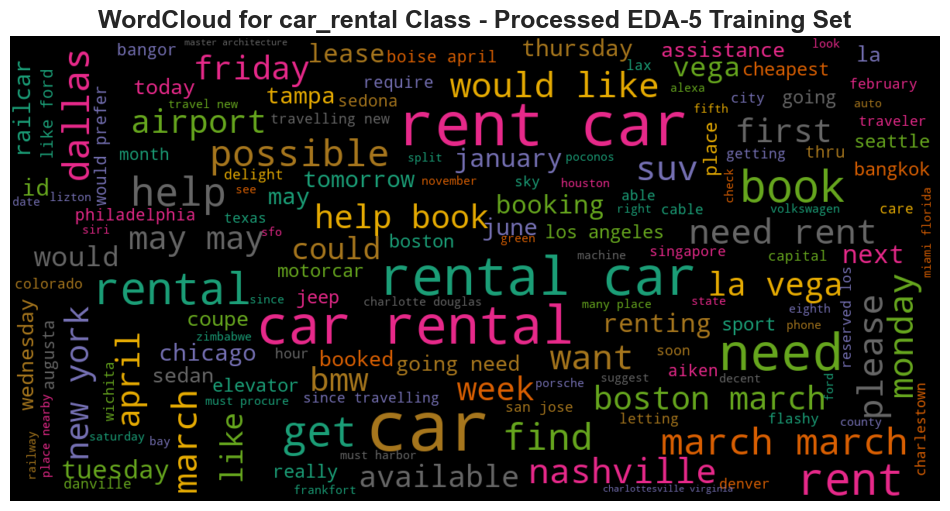 WordCloud for car_rental Class - Processed EDA-5 Training Set
master architecture
look
bangor
lease
boise april
thursday
assistance
la
friday
railcar
like ford
dallas
today
would prefer
travel new
tampa
sedona
require
would like
lax
vega
cheapest
alexa
february
airport
travelling new
rent car
fifth
city
going
auto
traveler
month
possible
split
january
poconos
suv
place
first
getting
thru
seattle
id
date
lizton
help
delight
see
tomorrow
november
sky
able
check
book
bangkok
philadelphia
siri
may
texas
help book
houston
booking
right
cable
volkswagen
care
would
may may
sfo
could
boston
june
green
los angeles
need rent
next
miami florida
colorado
rental
since
motorcar
jeep
rental car
machine
singapore
capital
la vega
charlotte douglas
many place
state
eighth
phone
reserved los
please
monday
wednesday
new york
april
coupe
zimbabwe
car rental
renting
sport
chicago
hour
booked
going need
want
soon
need
place nearby
augusta
wichita
sedan
elevator
bmw
week
porsche
suggest
aiken
decent
ford
march
like
must procure
since travelling
car
san jose
letting
boston march
flashy
county
charlestown
railway
saturday
bay
get
must harbor
find
march march
tuesday
danville
really
frankfort
available
nashville
charlottesville virginia
denver
rent